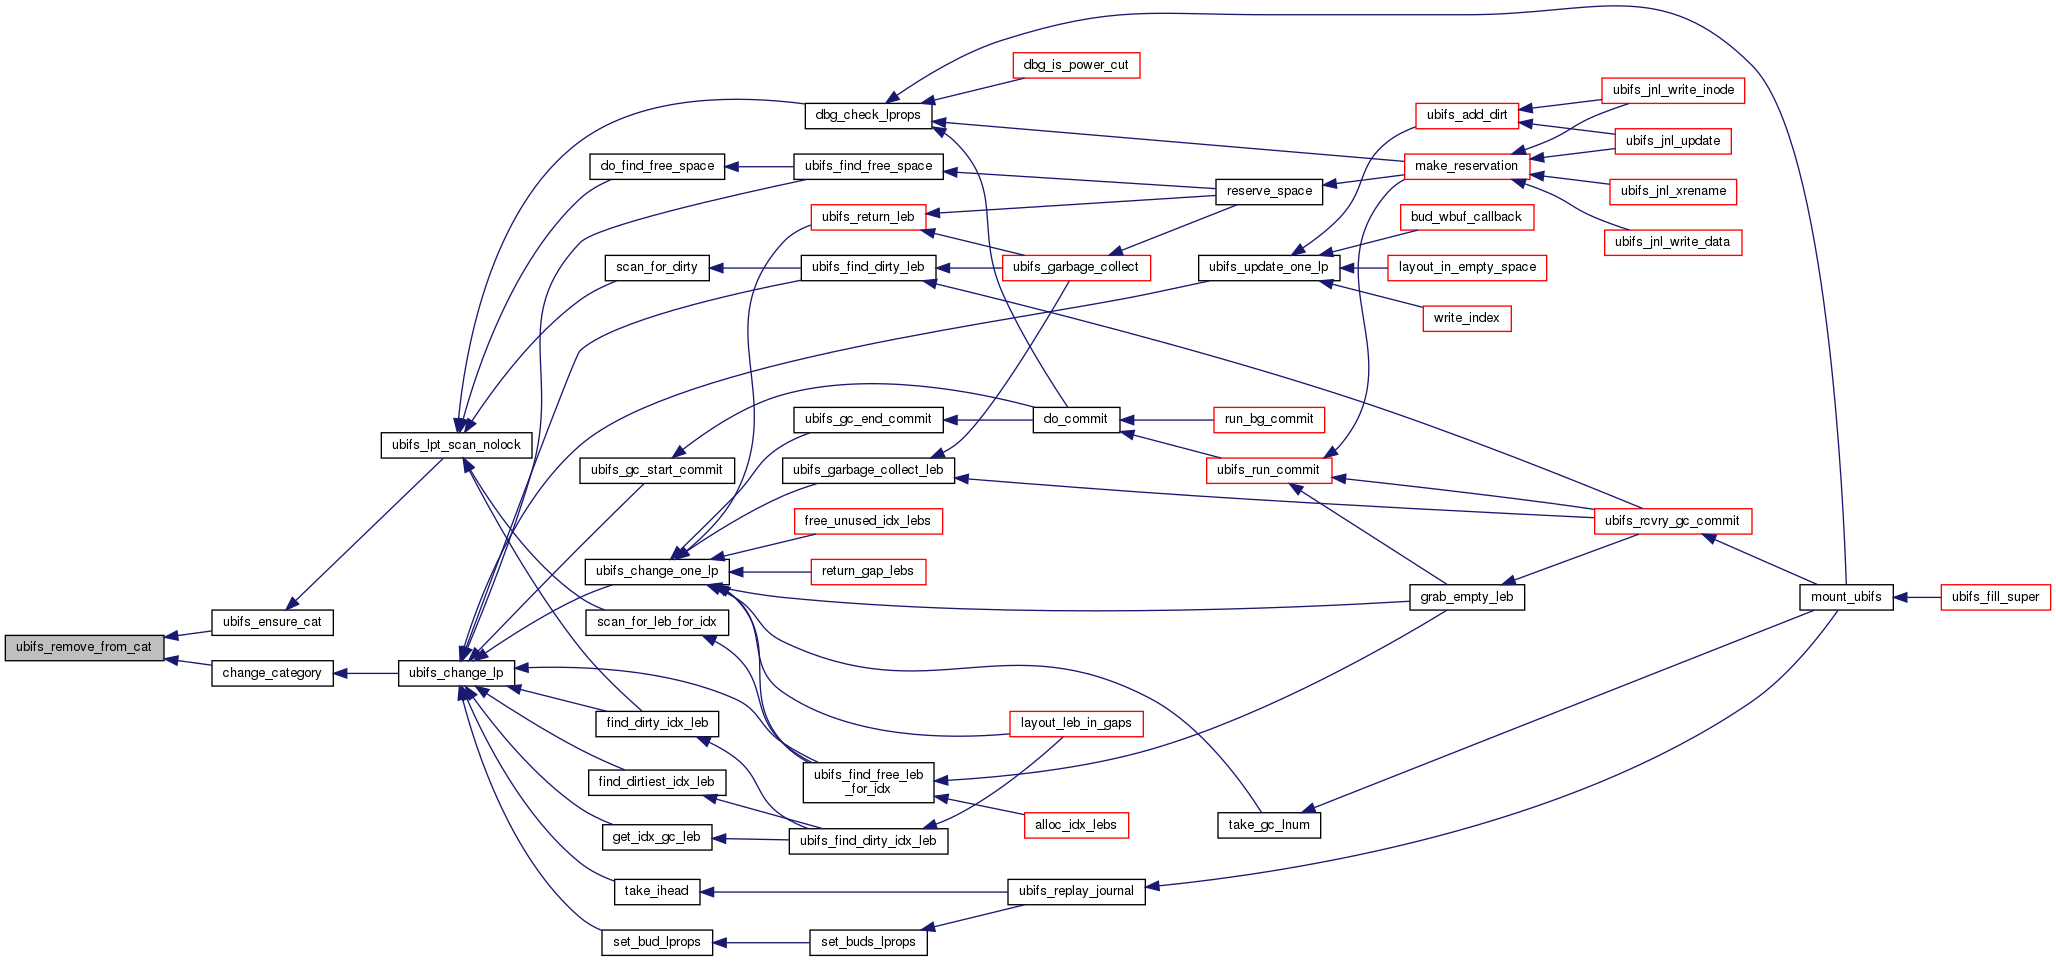 dbg_is_power_cut
ubifs_jnl_write_inode
dbg_check_lprops
ubifs_add_dirt
ubifs_jnl_update
do_find_free_space
ubifs_find_free_space
make_reservation
reserve_space
ubifs_jnl_xrename
ubifs_return_leb
bud_wbuf_callback
ubifs_jnl_write_data
scan_for_dirty
ubifs_find_dirty_leb
ubifs_garbage_collect
ubifs_update_one_lp
layout_in_empty_space
write_index
ubifs_gc_end_commit
do_commit
run_bg_commit
ubifs_lpt_scan_nolock
ubifs_gc_start_commit
ubifs_garbage_collect_leb
ubifs_run_commit
free_unused_idx_lebs
ubifs_rcvry_gc_commit
ubifs_change_one_lp
return_gap_lebs
grab_empty_leb
mount_ubifs
ubifs_fill_super
ubifs_ensure_cat
scan_for_leb_for_idx
ubifs_remove_from_cat
change_category
ubifs_change_lp
find_dirty_idx_leb
layout_leb_in_gaps
find_dirtiest_idx_leb
ubifs_find_free_leb
_for_idx
alloc_idx_lebs
take_gc_lnum
get_idx_gc_leb
ubifs_find_dirty_idx_leb
take_ihead
ubifs_replay_journal
set_bud_lprops
set_buds_lprops